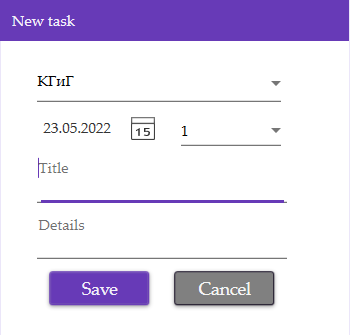 New task
КГиГ
23.05.2022 15 1
Title
Details
Save Cancel